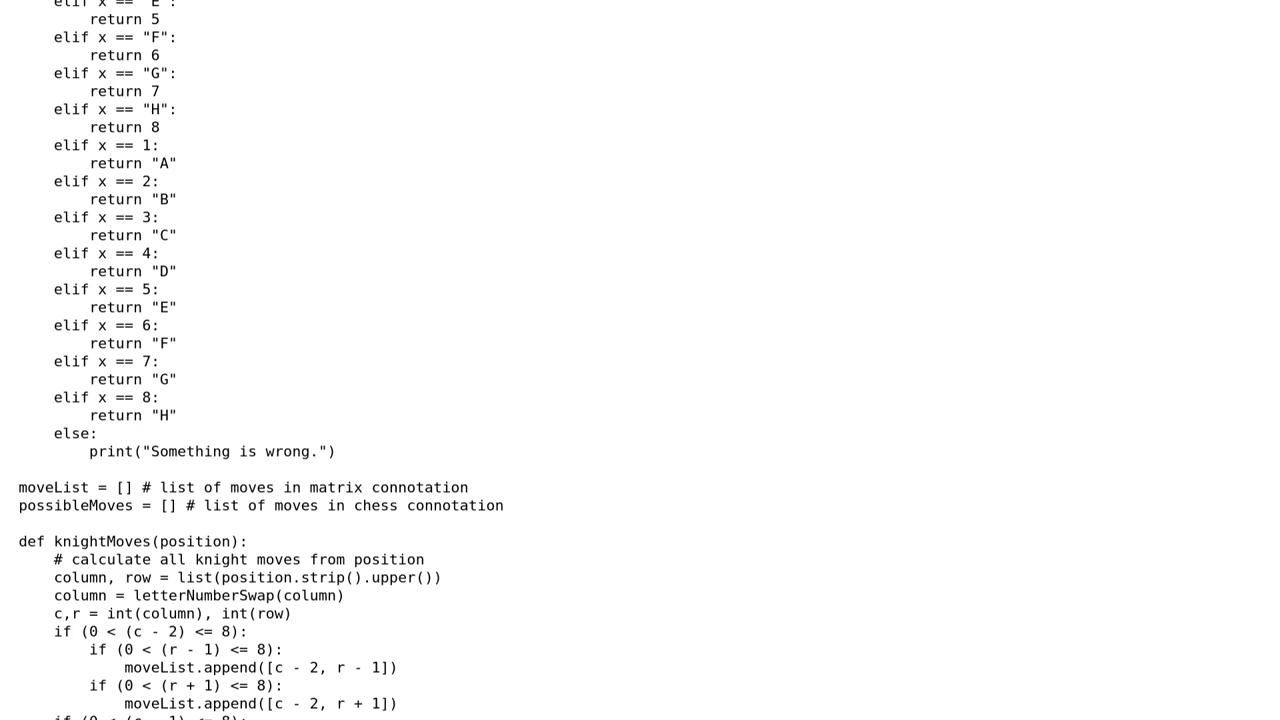 elif x == "E":
return 5
elif x == "F":
return 6
elif x == "G":
return 7
elif x == "H":
return 8
elif x == 1:
return "A"
elif x == 2:
return "B"
elif x == 3:
return "C"
elif x == 4:
return "D"
elif x == 5:
return "E"
elif x == 6:
return "F"
elif x == 7:
return "G"
elif x == 8:
return "H"
else:
print("Something is wrong.")
moveList = [] # list of moves in matrix connotation
possibleMoves = [] # list of moves in chess connotation
def knightMoves(position):
# calculate all knight moves from position
column, row = list(position.strip().upper())
column = letterNumberSwap(column)
c,r = int(column), int(row)
if (0 < (c - 2) <= 8):
if (0 < (r - 1) <= 8):
moveList.append([c - 2, r - 1])
if (0 < (r + 1) <= 8):
moveList.append([c - 2, r + 1])
if (0 < (c - 1) <= 8):